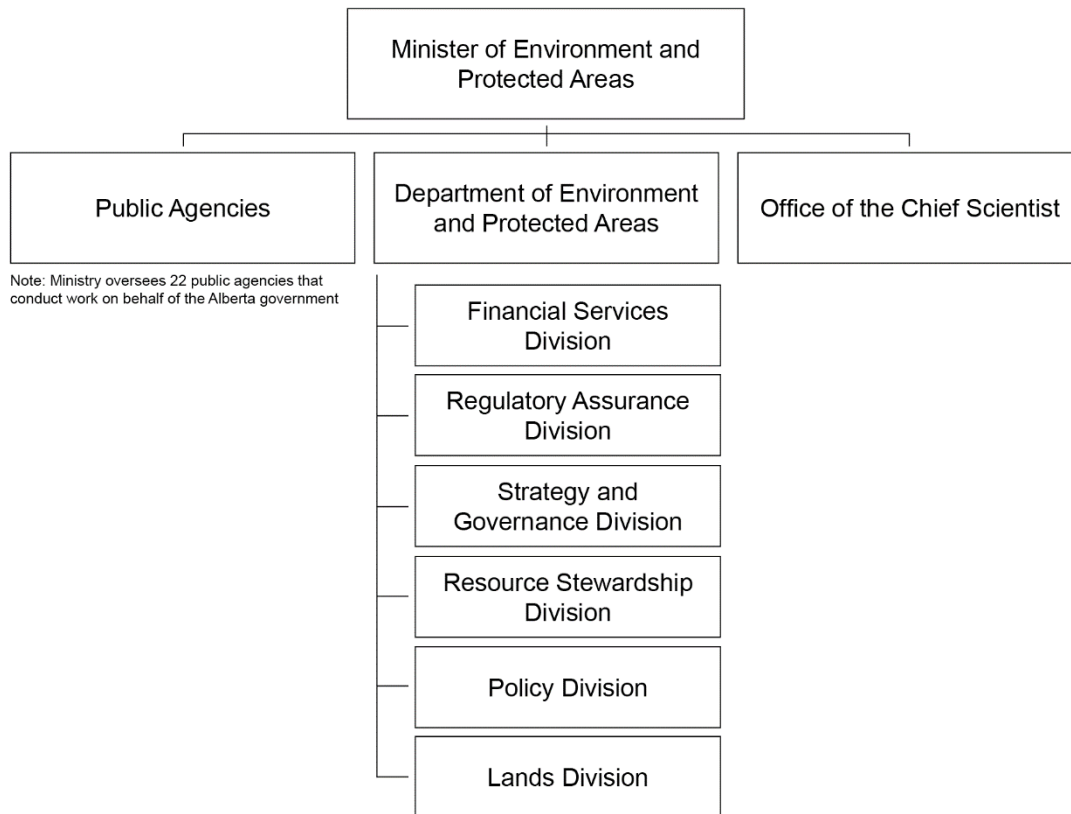 Minister of Environment and
Protected Areas
Public Agencies
Department of Environment
and Protected Areas
Office of the Chief Scientist
Note: Ministry oversees 22 public agencies that
conduct work on behalf of the Alberta government
Financial Services
Division
Regulatory Assurance
Division
Strategy and
Governance Division
Resource Stewardship
Division
Policy Division
Lands Division